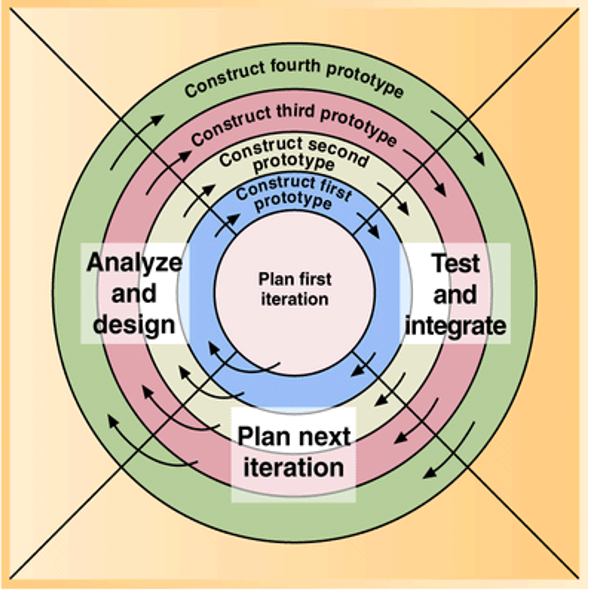 Construct fourth prototype
Construct third prototype
Construct second
prototype
Construct first
prototype
Plan first
iteration
Analyze
and
design
Test
and
integrate
Plan next
iteration